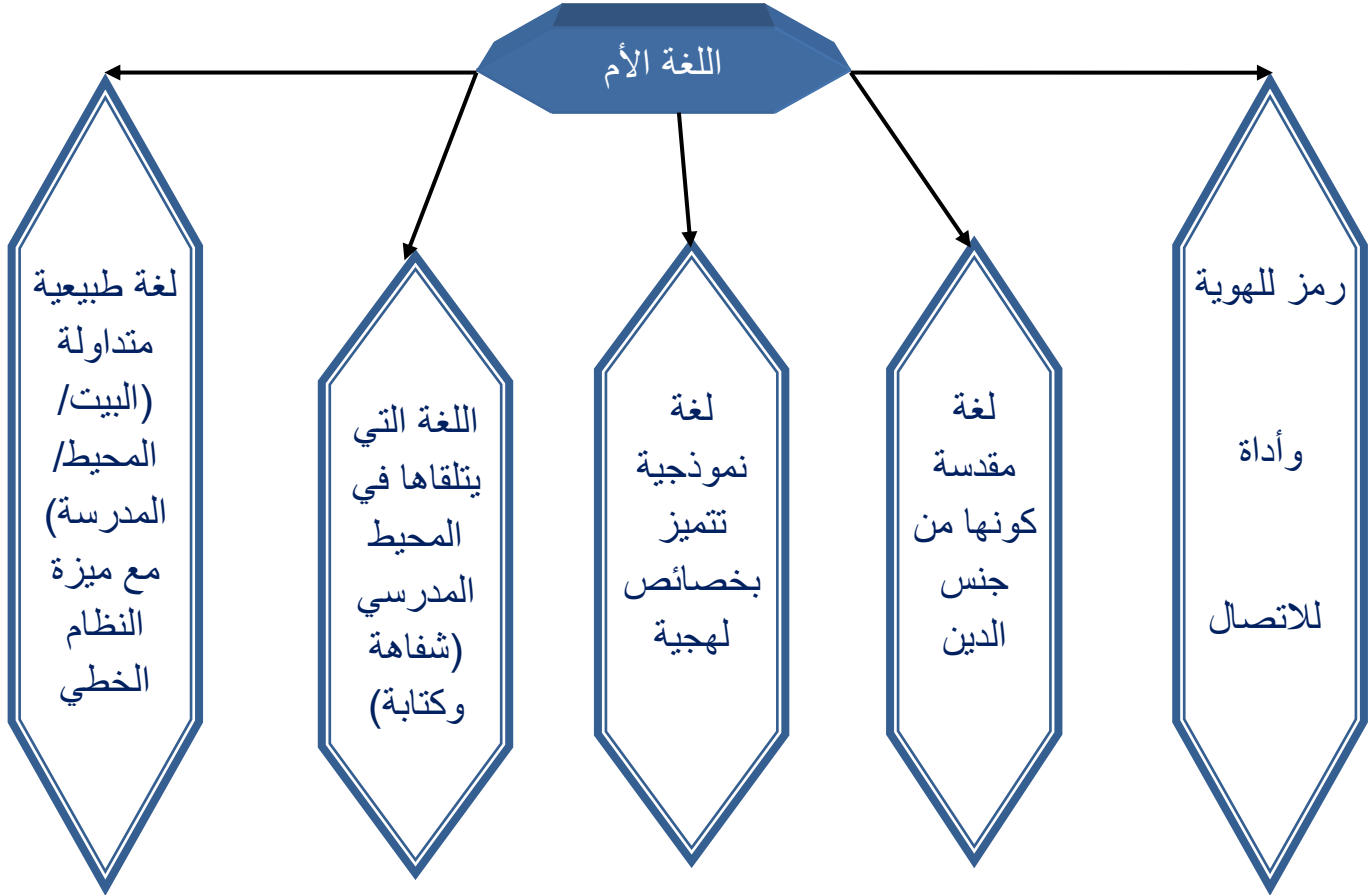 اللغة الأم
رمز للهوية
وأداة
للاتصال
لغة
مقدسة
كونها من
جنس
الدين
لغة
نموذجية
تتميز
بخصائص
لهجية
اللغة التي
يتلقاها في
المحيط
المدرسي
(شفاهة
وكتابة)
لغة طبيعية
متداولة
(البيت/
المحيط/
المدرسة)
مع ميزة
النظام
الخطي